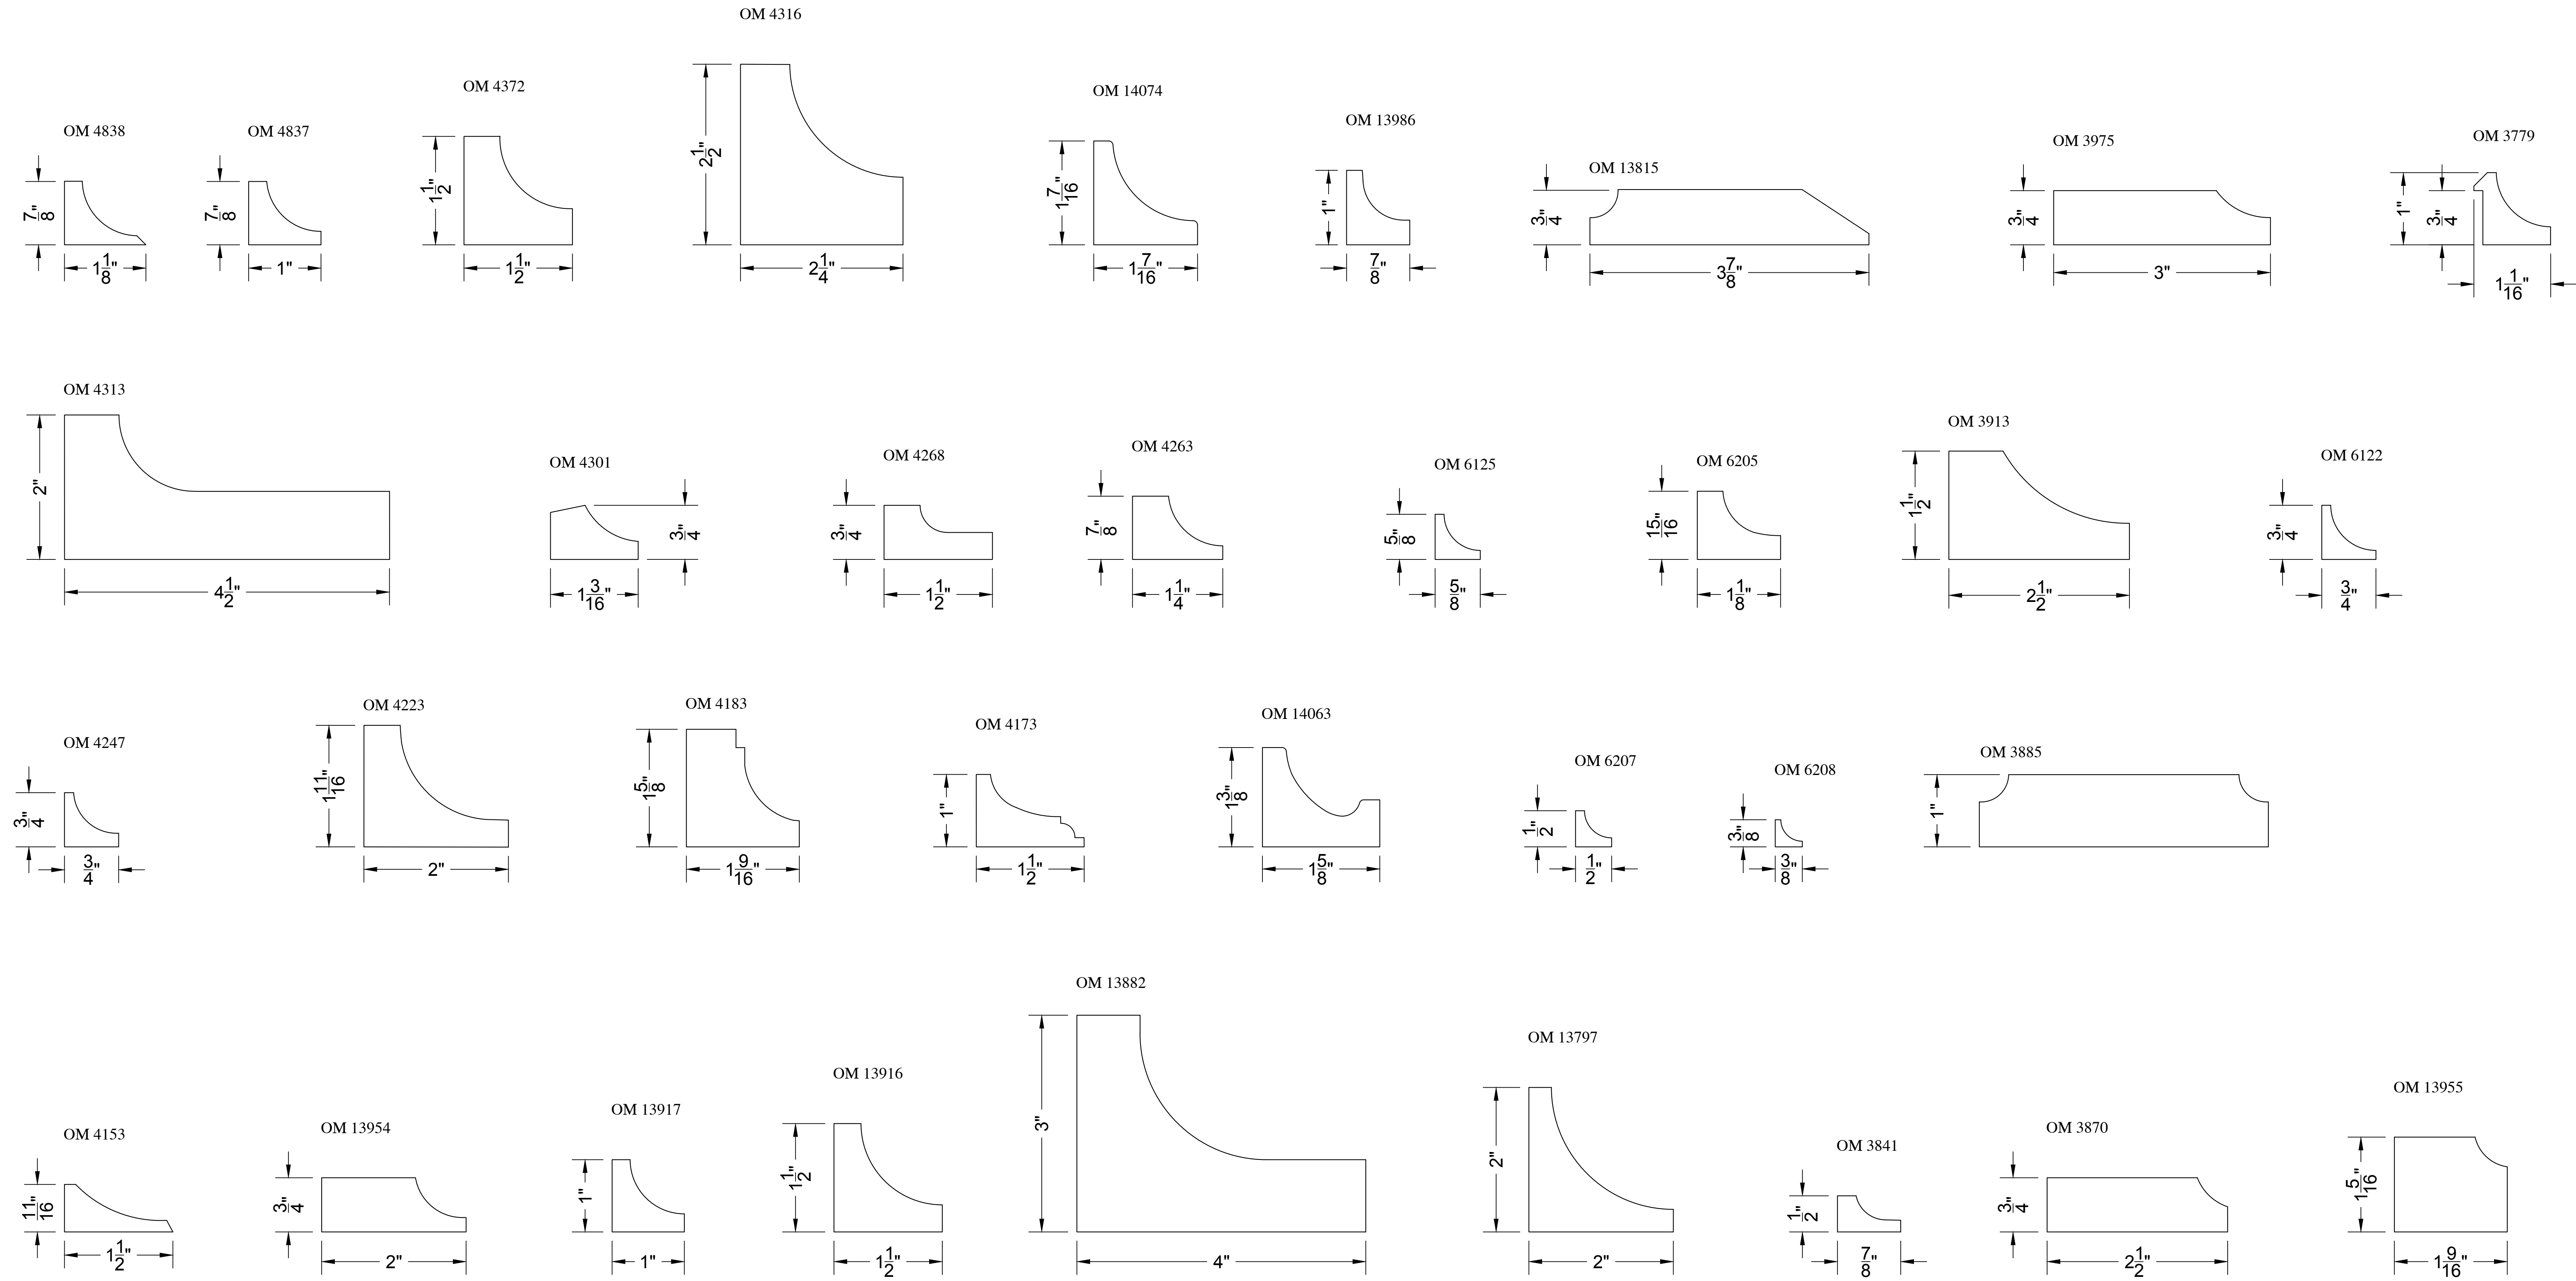 OM 4838
7/8"
1 1/8"
OM 4837
7/8"
1"
OM 4372
1 1/2"
1 1/2"
OM 4316
2 1/2"
2 1/4"
OM 14074
1 7/16"
1 7/16"
OM 13986
1"
7/8"
OM 13815
3/4"
3 7/8"
OM 3975
3/4"
3"
OM 3779
1"
3/4"
1 1/16"
OM 4313
2"
4 1/2"
OM 4301
3/4"
1 3/16"
OM 4268
3/4"
1 1/2"
OM 4263
7/8"
1 1/4"
OM 6125
5/8"
5/8"
OM 6205
15/16"
1 1/8"
OM 3913
1 1/2"
2 1/2"
OM 6122
3/4"
3/4"
OM 4247
3/4"
3/4"
OM 4223
1 11/16"
2"
OM 4183
1 5/8"
1 9/16"
OM 4173
1"
1 1/2"
OM 14063
1 3/8"
1 5/8"
OM 6207
1/2"
1/2"
OM 6208
3/8"
3/8"
OM 3885
1"
OM 4153
11/16"
1 1/2"
OM 13954
3/4"
2"
OM 13917
1"
1"
OM 13916
1 1/2"
1 1/2"
OM 13882
3"
4"
OM 13797
2"
2"
OM 3841
1/2"
7/8"
OM 3870
3/4"
2 1/2"
OM 13955
1 5/16"
1 9/16"